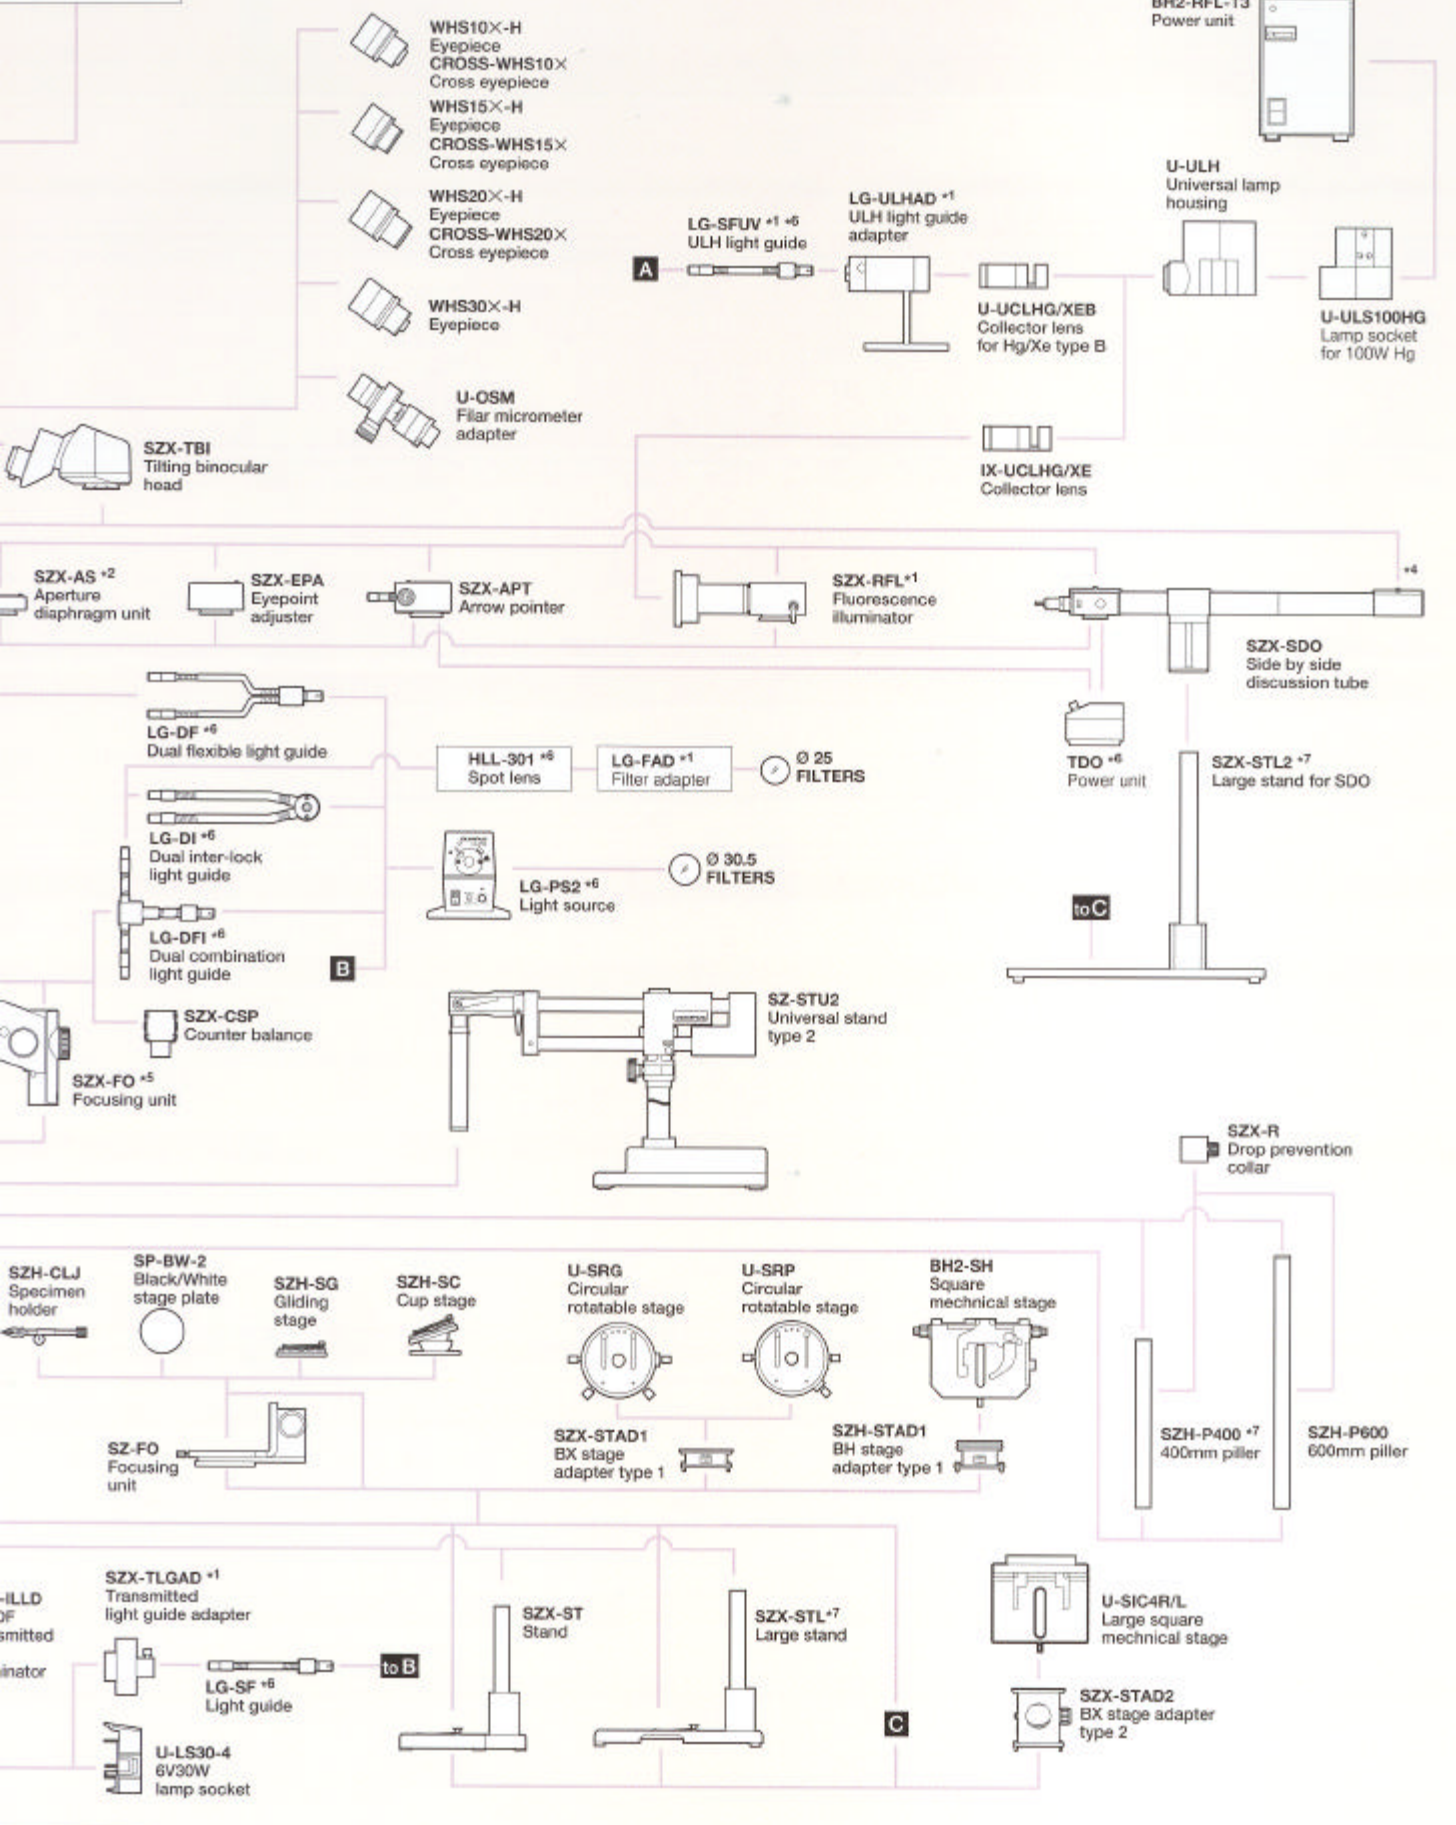 BH2-RFL-T3
Power unit
WHS10×-H
Eyepiece
CROSS-WHS10×
Cross eyepiece
WHS15×-H
Eyepiece
CROSS-WHS15×
Cross eyepiece
WHS20×-H
Eyepiece
CROSS-WHS20×
Cross eyepiece
WHS30×-H
Eyepiece
U-OSM
Filar micrometer
adapter
U-ULH
Universal lamp
housing
LG-ULHAD *1
ULH light guide
adapter
LG-SFUV *1 *6
ULH light guide
A
U-UCLHG/XEB
Collector lens
for Hg/Xe type B
U-ULS100HG
Lamp socket
for 100W Hg
SZX-TBI
Tilting binocular
head
IX-UCLHG/XE
Collector lens
SZX-AS *2
Aperture
diaphragm unit
SZX-EPA
Eyepoint
adjuster
SZX-APT
Arrow pointer
SZX-RFL*1
Fluorescence
illuminator
*4
SZX-SDO
Side by side
discussion tube
LG-DF *6
Dual flexible light guide
HLL-301 *6
Spot lens
LG-FAD *1
Filter adapter
Ø 25
FILTERS
TDO *6
Power unit
SZX-STL2 *7
Large stand for SDO
LG-DI *6
Dual inter-lock
light guide
LG-PS2 *6
Light source
Ø 30.5
FILTERS
to C
LG-DFI *6
Dual combination
light guide
B
SZX-CSP
Counter balance
SZ-STU2
Universal stand
type 2
SZX-FO *5
Focusing unit
SZX-R
Drop prevention
collar
SZH-CLJ
Specimen
holder
SP-BW-2
Black/White
stage plate
SZH-SG
Gliding
stage
SZH-SC
Cup stage
U-SRG
Circular
rotatable stage
U-SRP
Circular
rotatable stage
BH2-SH
Square
mechnical stage
SZ-FO
Focusing
unit
SZX-STAD1
BX stage
adapter type 1
SZH-STAD1
BH stage
adapter type 1
SZH-P400 *7
400mm piller
SZH-P600
600mm piller
-ILLD
OF
smitted
inator
SZX-TLGAD *1
Transmitted
light guide adapter
to B
LG-SF *6
Light guide
SZX-ST
Stand
SZX-STL*7
Large stand
U-SIC4R/L
Large square
mechnical stage
C
SZX-STAD2
BX stage adapter
type 2
U-LS30-4
6V30W
lamp socket